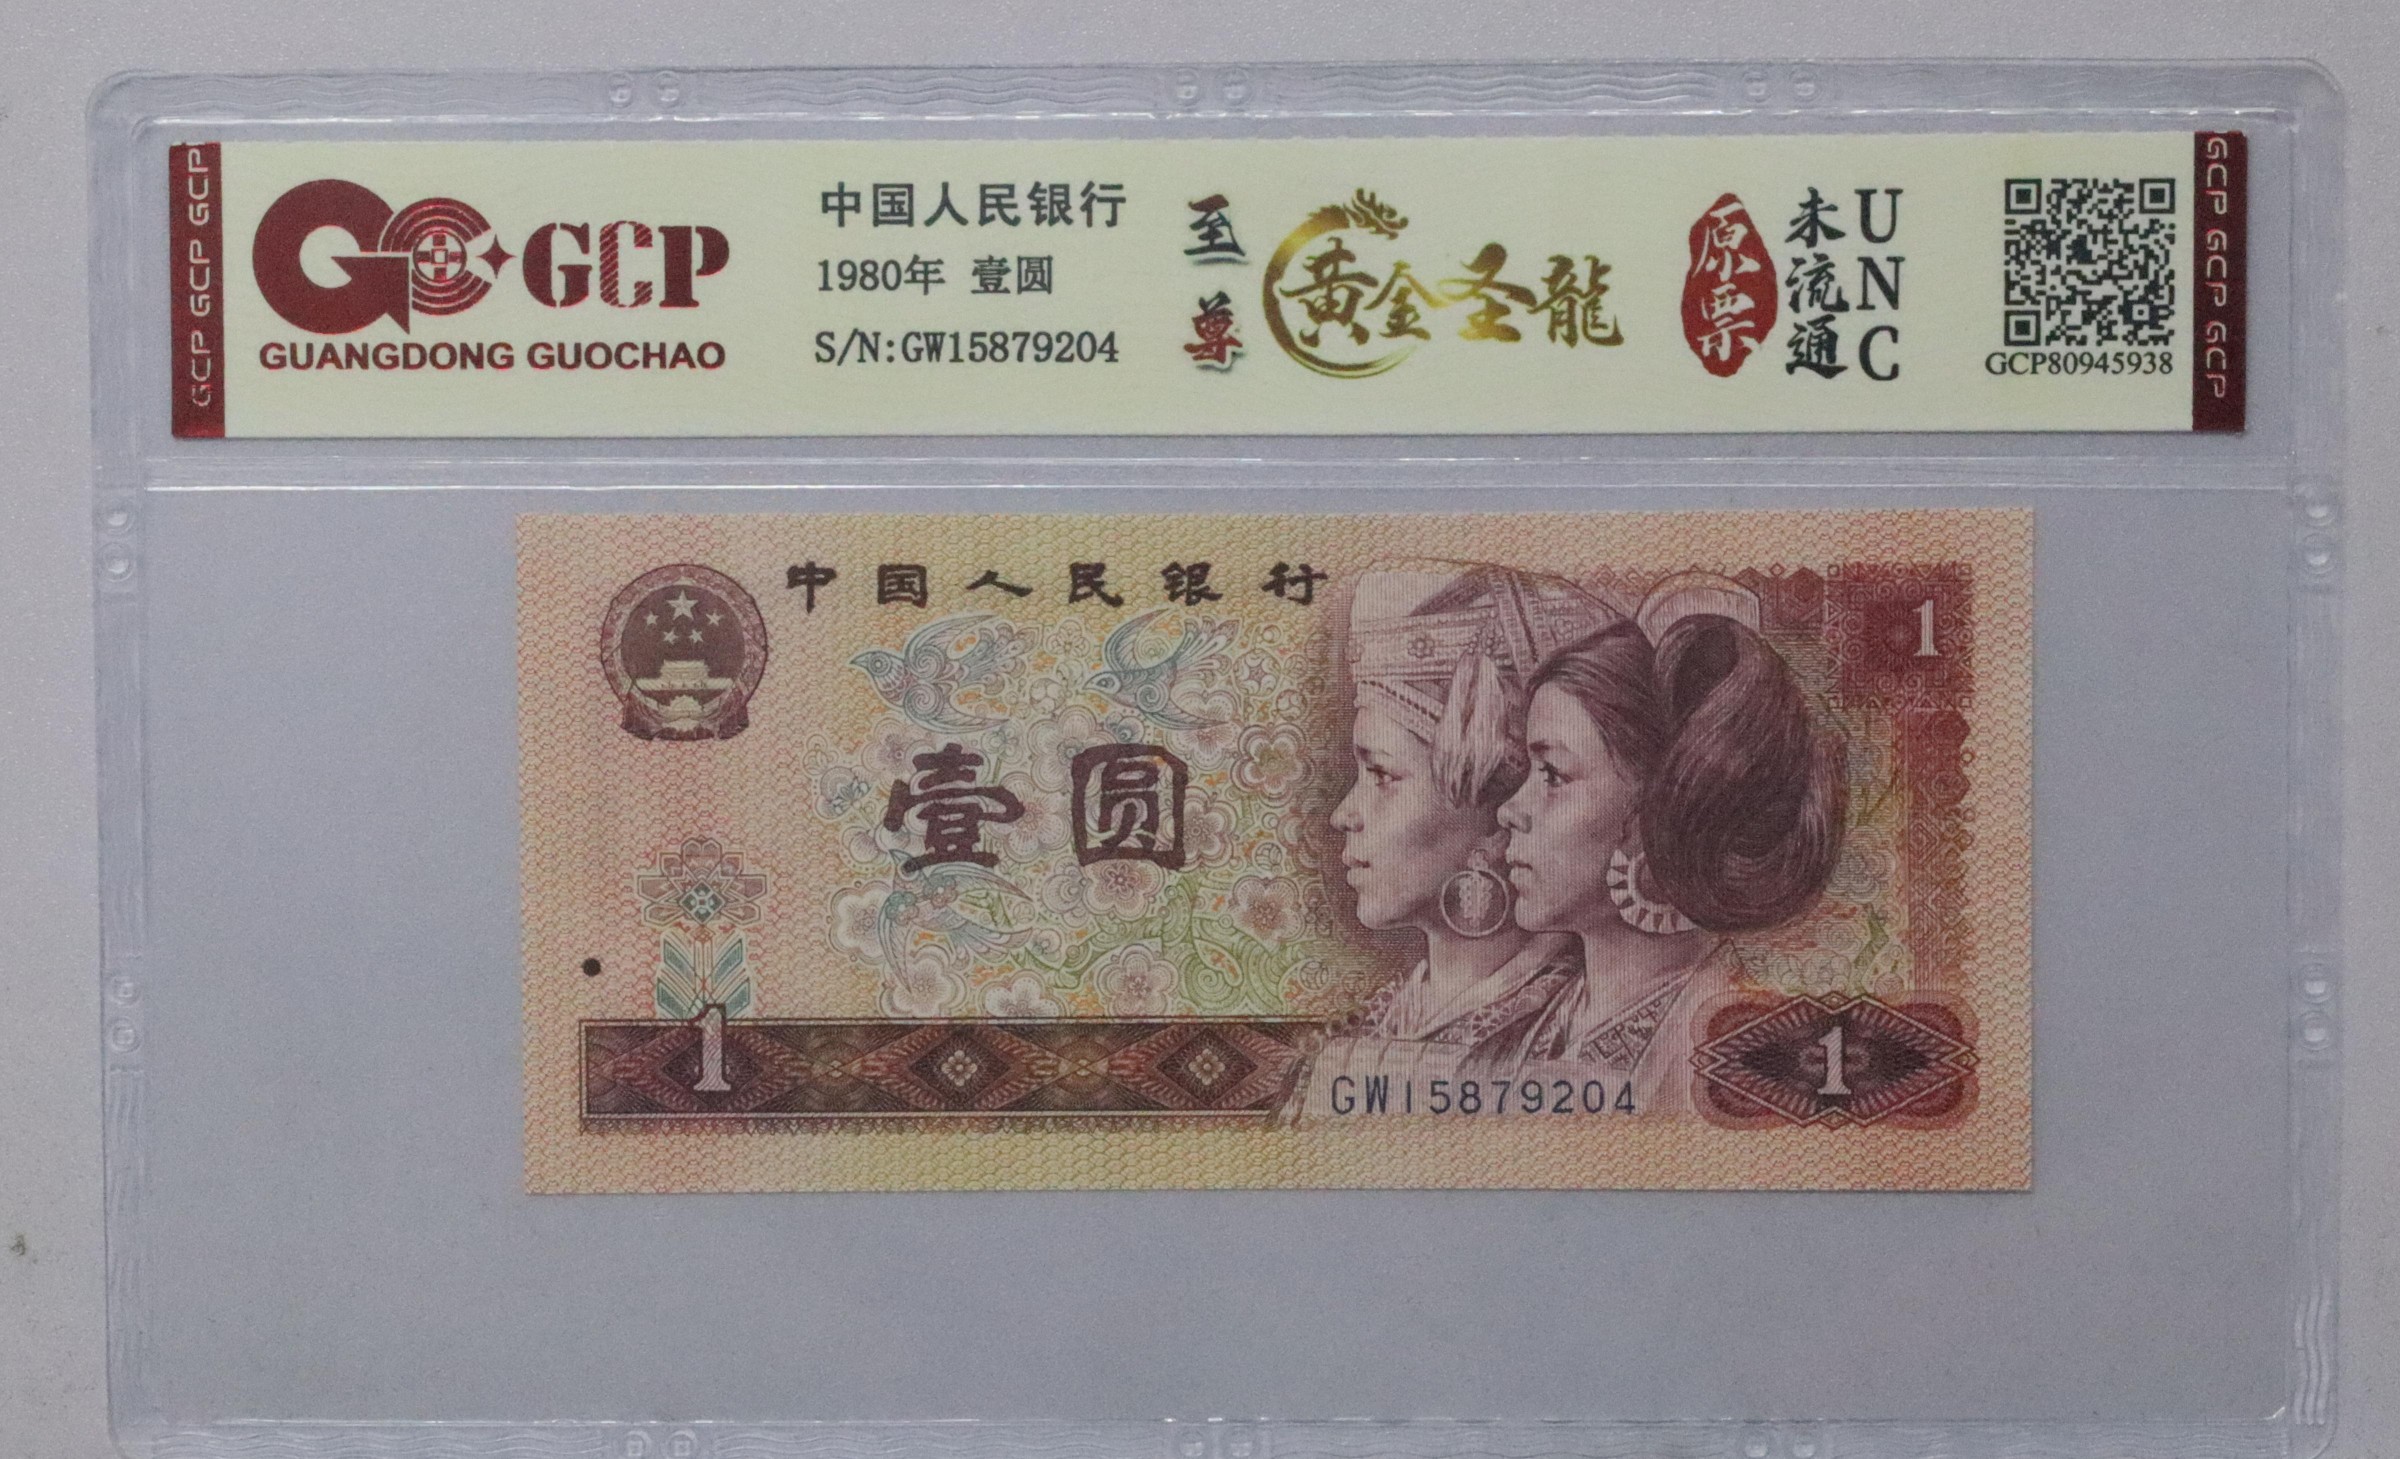 GCP GCP GCP
GCP
GUANGDONG GUOCHAO
中国人民银行
1980年 壹圆
S/N:GW15879204
至尊
黄金圣龍
原票
未流通
UNC
GCP80945938
GCP GCP GCP
中国人民银行
1
壹圆
1
GW15879204
1